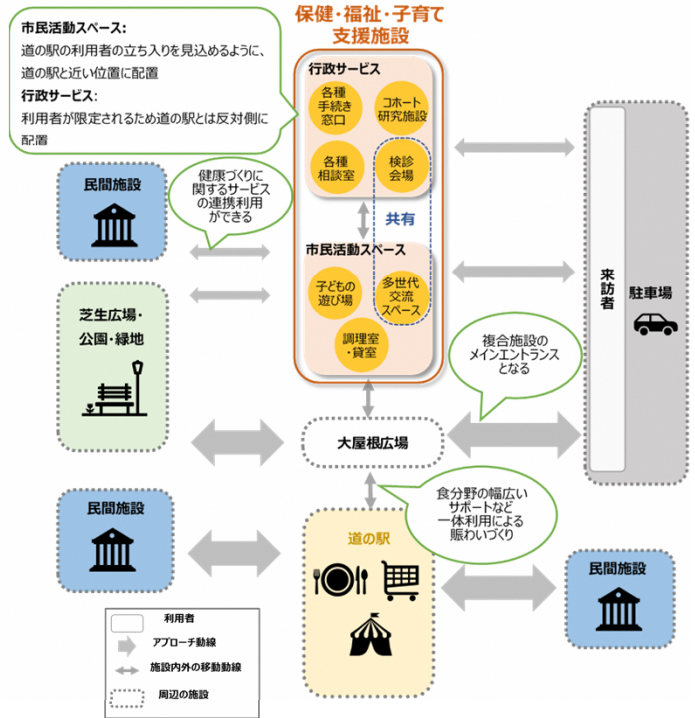 保健・福祉・子育て
支援施設
市民活動スペース:
道の駅の利用者の立ち入りを見込めるように、
道の駅と近い位置に配置
行政サービス:
利用者が限定されるため道の駅とは反対側に
配置
行政サービス
各種
手続き
窓口
コホート
研究施設
各種
相談室
検診
会場
共有
市民活動スペース
子どもの
遊び場
多世代
交流
スペース
調理室
・貸室
民間施設
健康づくりに
関するサービス
の連携利用
ができる
芝生広場・
公園・緑地
来訪者
駐車場
複合施設の
メインエントランス
となる
大屋根広場
食分野の幅広い
サポートなど
一体利用による
賑わいづくり
民間施設
道の駅
民間施設
利用者
アプローチ動線
施設内外の移動動線
周辺の施設